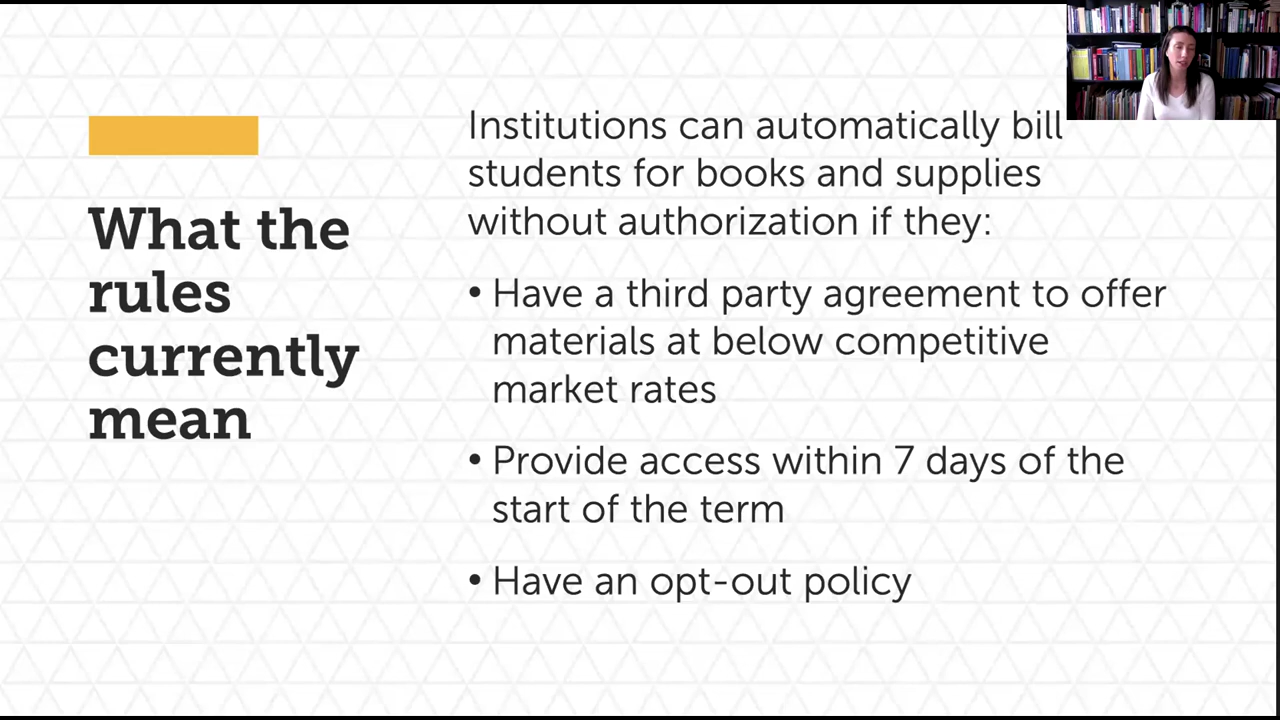 What the
rules
currently
mean
Institutions can automatically bill
students for books and supplies
without authorization if they:
• Have a third party agreement to offer
materials at below competitive
market rates
• Provide access within 7 days of the
start of the term
• Have an opt-out policy